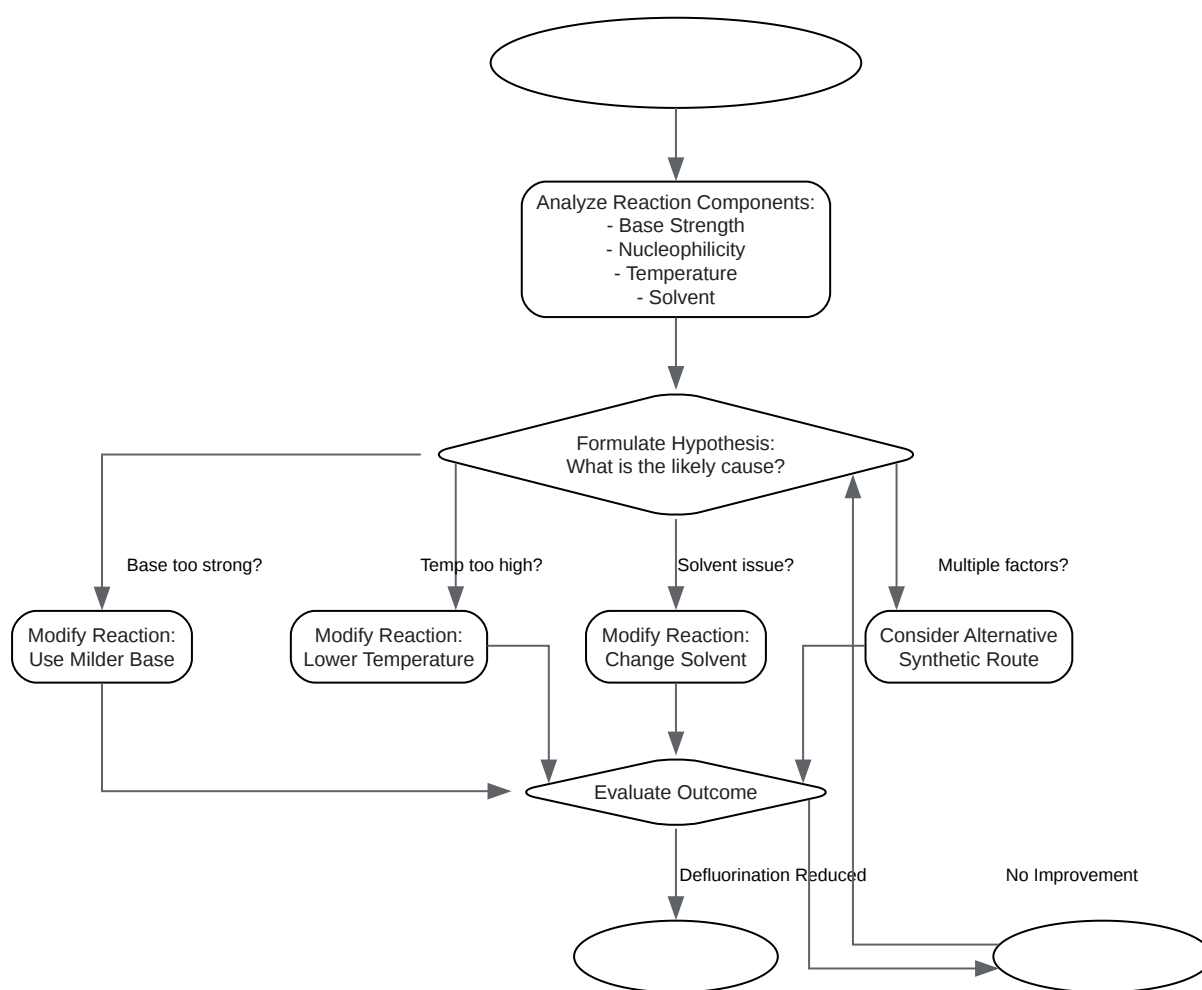 Analyze Reaction Components:
- Base Strength
- Nucleophilicity
- Temperature
- Solvent
Formulate Hypothesis:
What is the likely cause?
Base too strong?
Temp too high?
Solvent issue?
Multiple factors?
Modify Reaction:
Use Milder Base
Modify Reaction:
Lower Temperature
Modify Reaction:
Change Solvent
Consider Alternative
Synthetic Route
Evaluate Outcome
Defluorination Reduced
No Improvement